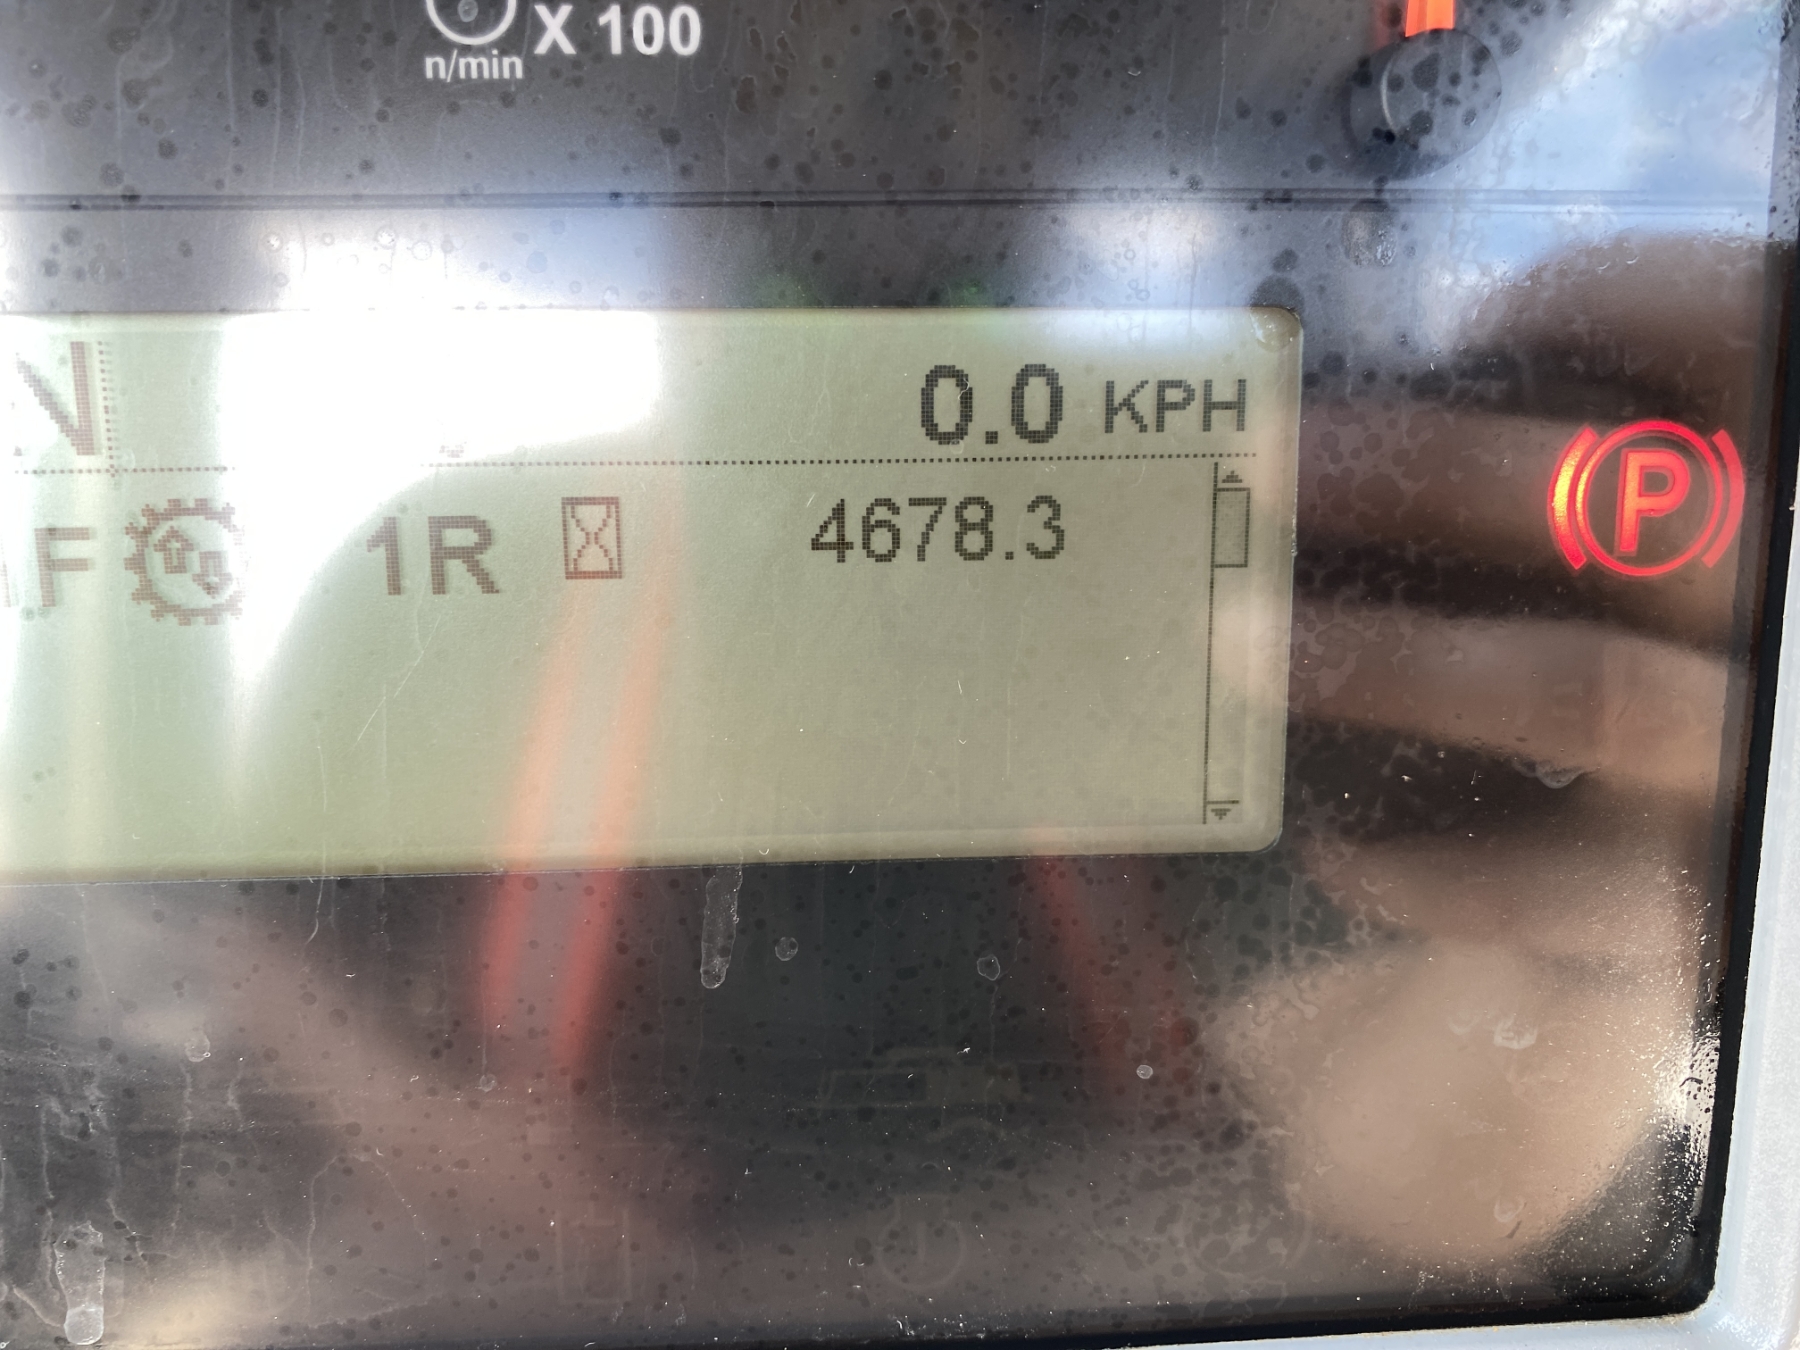 n/min X 100
N 0.0 KPH
F 1R 4678.3
P